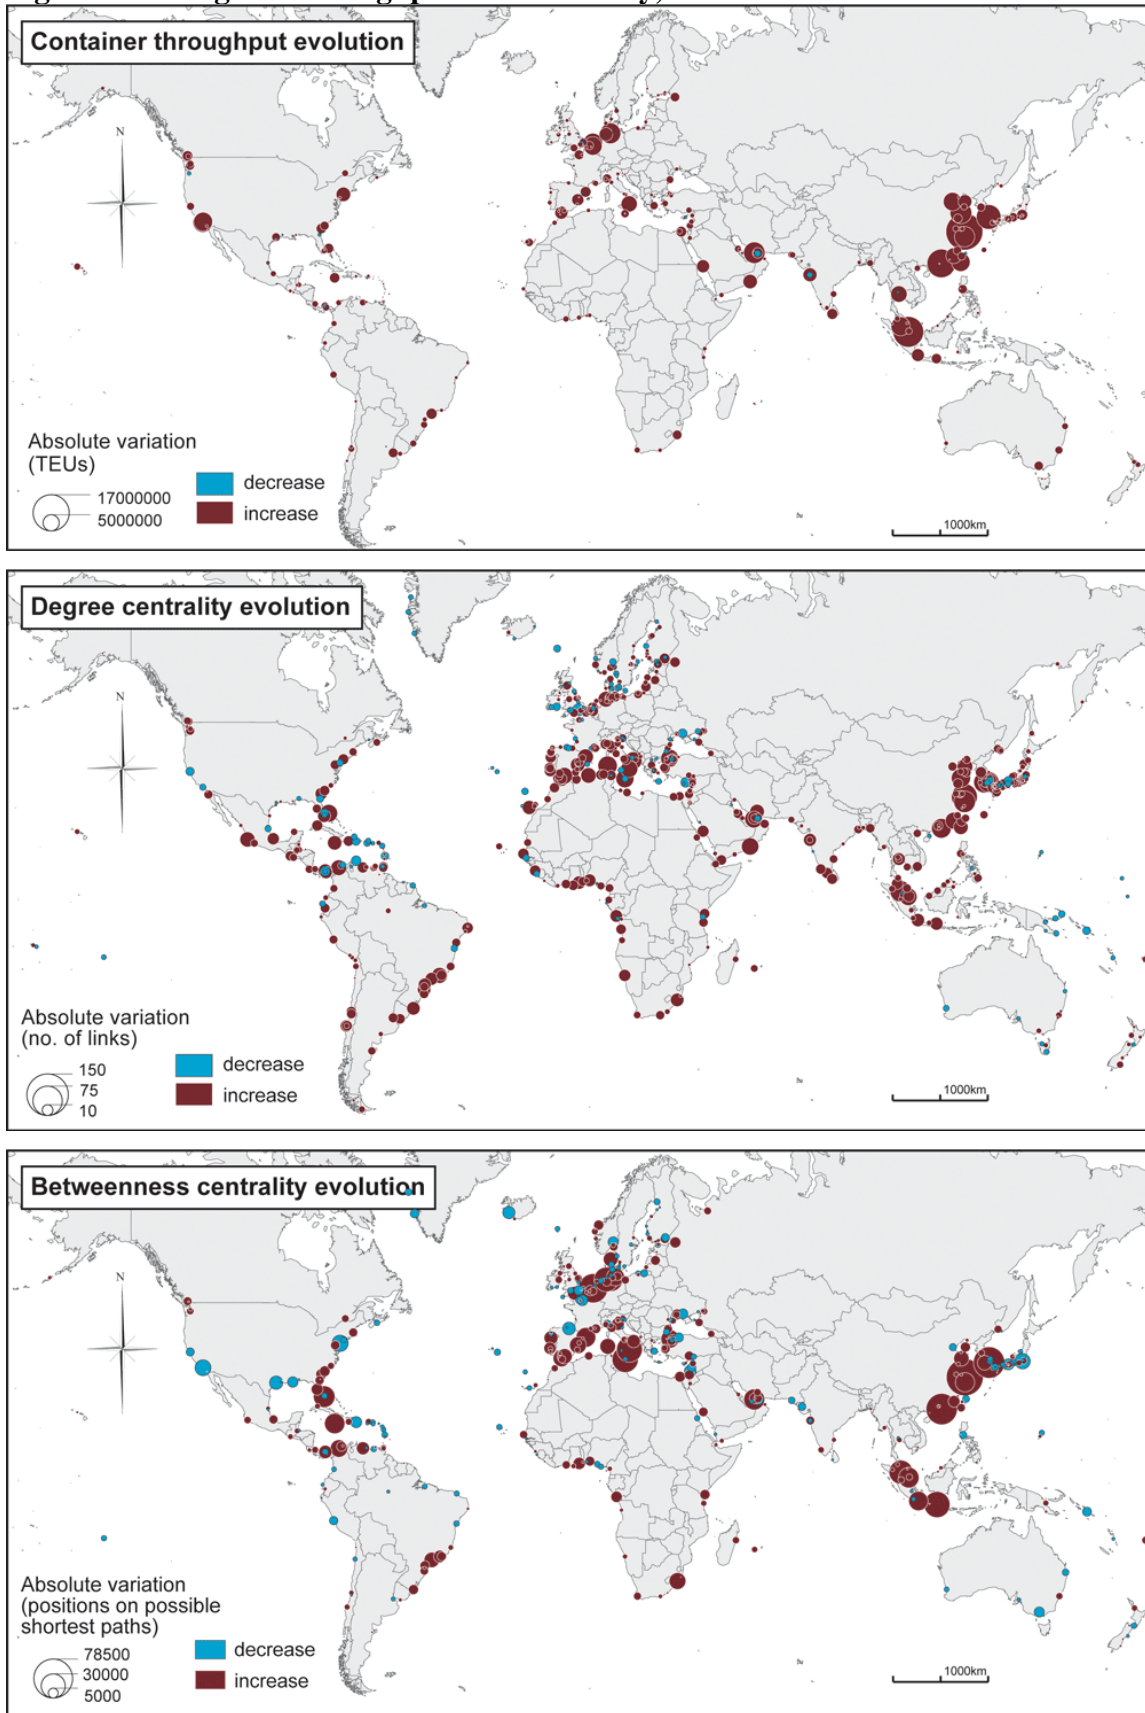 Container throughput evolution
N
Absolute variation
(TEUs)
17000000
5000000
decrease
increase
1000km
Degree centrality evolution
N
Absolute variation
(no. of links)
150
75
10
decrease
increase
1000km
Betweenness centrality evolution
N
Absolute variation
(positions on possible
shortest paths)
78500
30000
5000
decrease
increase
1000km